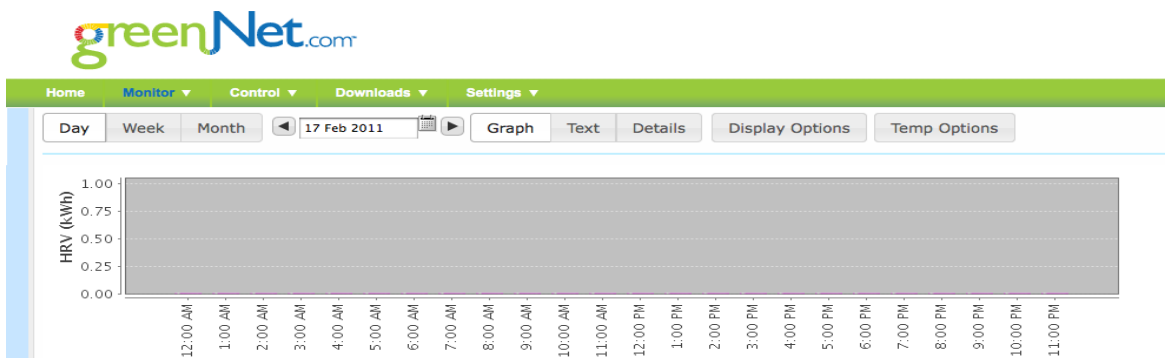 greenNet.com™
Home Monitor ▼ Control ▼ Downloads ▼ Settings ▼
Day Week Month ◀ 17 Feb 2011 ▶ Graph Text Details Display Options Temp Options
HRV (kWh)
1.00
0.75
0.50
0.25
0.00
12:00 AM 1:00 AM 2:00 AM 3:00 AM 4:00 AM 5:00 AM 6:00 AM 7:00 AM 8:00 AM 9:00 AM 10:00 AM 11:00 AM 12:00 PM 1:00 PM 2:00 PM 3:00 PM 4:00 PM 5:00 PM 6:00 PM 7:00 PM 8:00 PM 9:00 PM 10:00 PM 11:00 PM